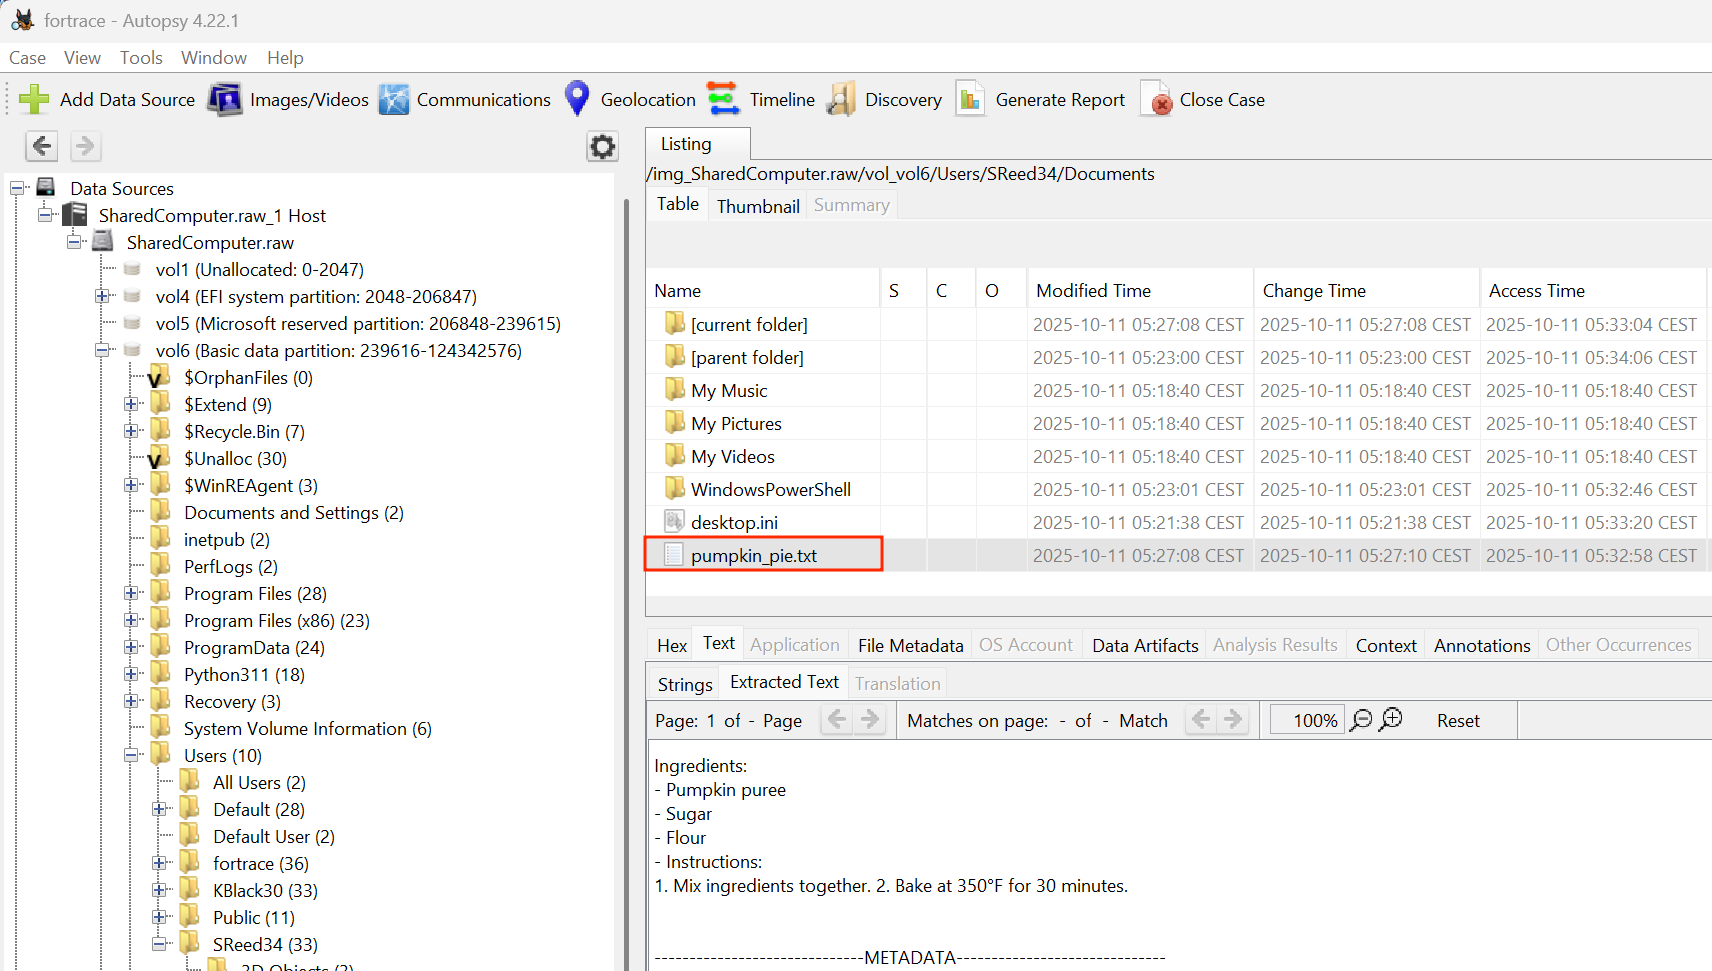 fortrace - Autopsy 4.22.1
Case View Tools Window Help
Add Data Source Images/Videos Communications Geolocation Timeline Discovery Generate Report Close Case
Data Sources
SharedComputer.raw_1 Host
SharedComputer.raw
vol1 (Unallocated: 0-2047)
vol4 (EFI system partition: 2048-206847)
vol5 (Microsoft reserved partition: 206848-239615)
vol6 (Basic data partition: 239616-124342576)
$OrphanFiles (0)
$Extend (9)
$Recycle.Bin (7)
$Unalloc (30)
$WinREAgent (3)
Documents and Settings (2)
inetpub (2)
PerfLogs (2)
Program Files (28)
Program Files (x86) (23)
ProgramData (24)
Python311 (18)
Recovery (3)
System Volume Information (6)
Users (10)
All Users (2)
Default (28)
Default User (2)
fortrace (36)
KBlack30 (33)
Public (11)
SReed34 (33)
3D Objects (3)
Listing
/img_SharedComputer.raw/vol_vol6/Users/SReed34/Documents
Table Thumbnail Summary
Name S C O Modified Time Change Time Access Time
[current folder] 2025-10-11 05:27:08 CEST 2025-10-11 05:27:08 CEST 2025-10-11 05:33:04 CEST
[parent folder] 2025-10-11 05:23:00 CEST 2025-10-11 05:23:00 CEST 2025-10-11 05:34:06 CEST
My Music 2025-10-11 05:18:40 CEST 2025-10-11 05:18:40 CEST 2025-10-11 05:18:40 CEST
My Pictures 2025-10-11 05:18:40 CEST 2025-10-11 05:18:40 CEST 2025-10-11 05:18:40 CEST
My Videos 2025-10-11 05:18:40 CEST 2025-10-11 05:18:40 CEST 2025-10-11 05:18:40 CEST
WindowsPowerShell 2025-10-11 05:23:01 CEST 2025-10-11 05:23:01 CEST 2025-10-11 05:32:46 CEST
desktop.ini 2025-10-11 05:21:38 CEST 2025-10-11 05:21:38 CEST 2025-10-11 05:33:20 CEST
pumpkin_pie.txt 2025-10-11 05:27:08 CEST 2025-10-11 05:27:10 CEST 2025-10-11 05:32:58 CEST
Hex Text Application File Metadata OS Account Data Artifacts Analysis Results Context Annotations Other Occurrences
Strings Extracted Text Translation
Page: 1 of - Page Matches on page: - of - Match 100% Reset
Ingredients:
- Pumpkin puree
- Sugar
- Flour
- Instructions:
1. Mix ingredients together. 2. Bake at 350°F for 30 minutes.
------------------------------METADATA------------------------------